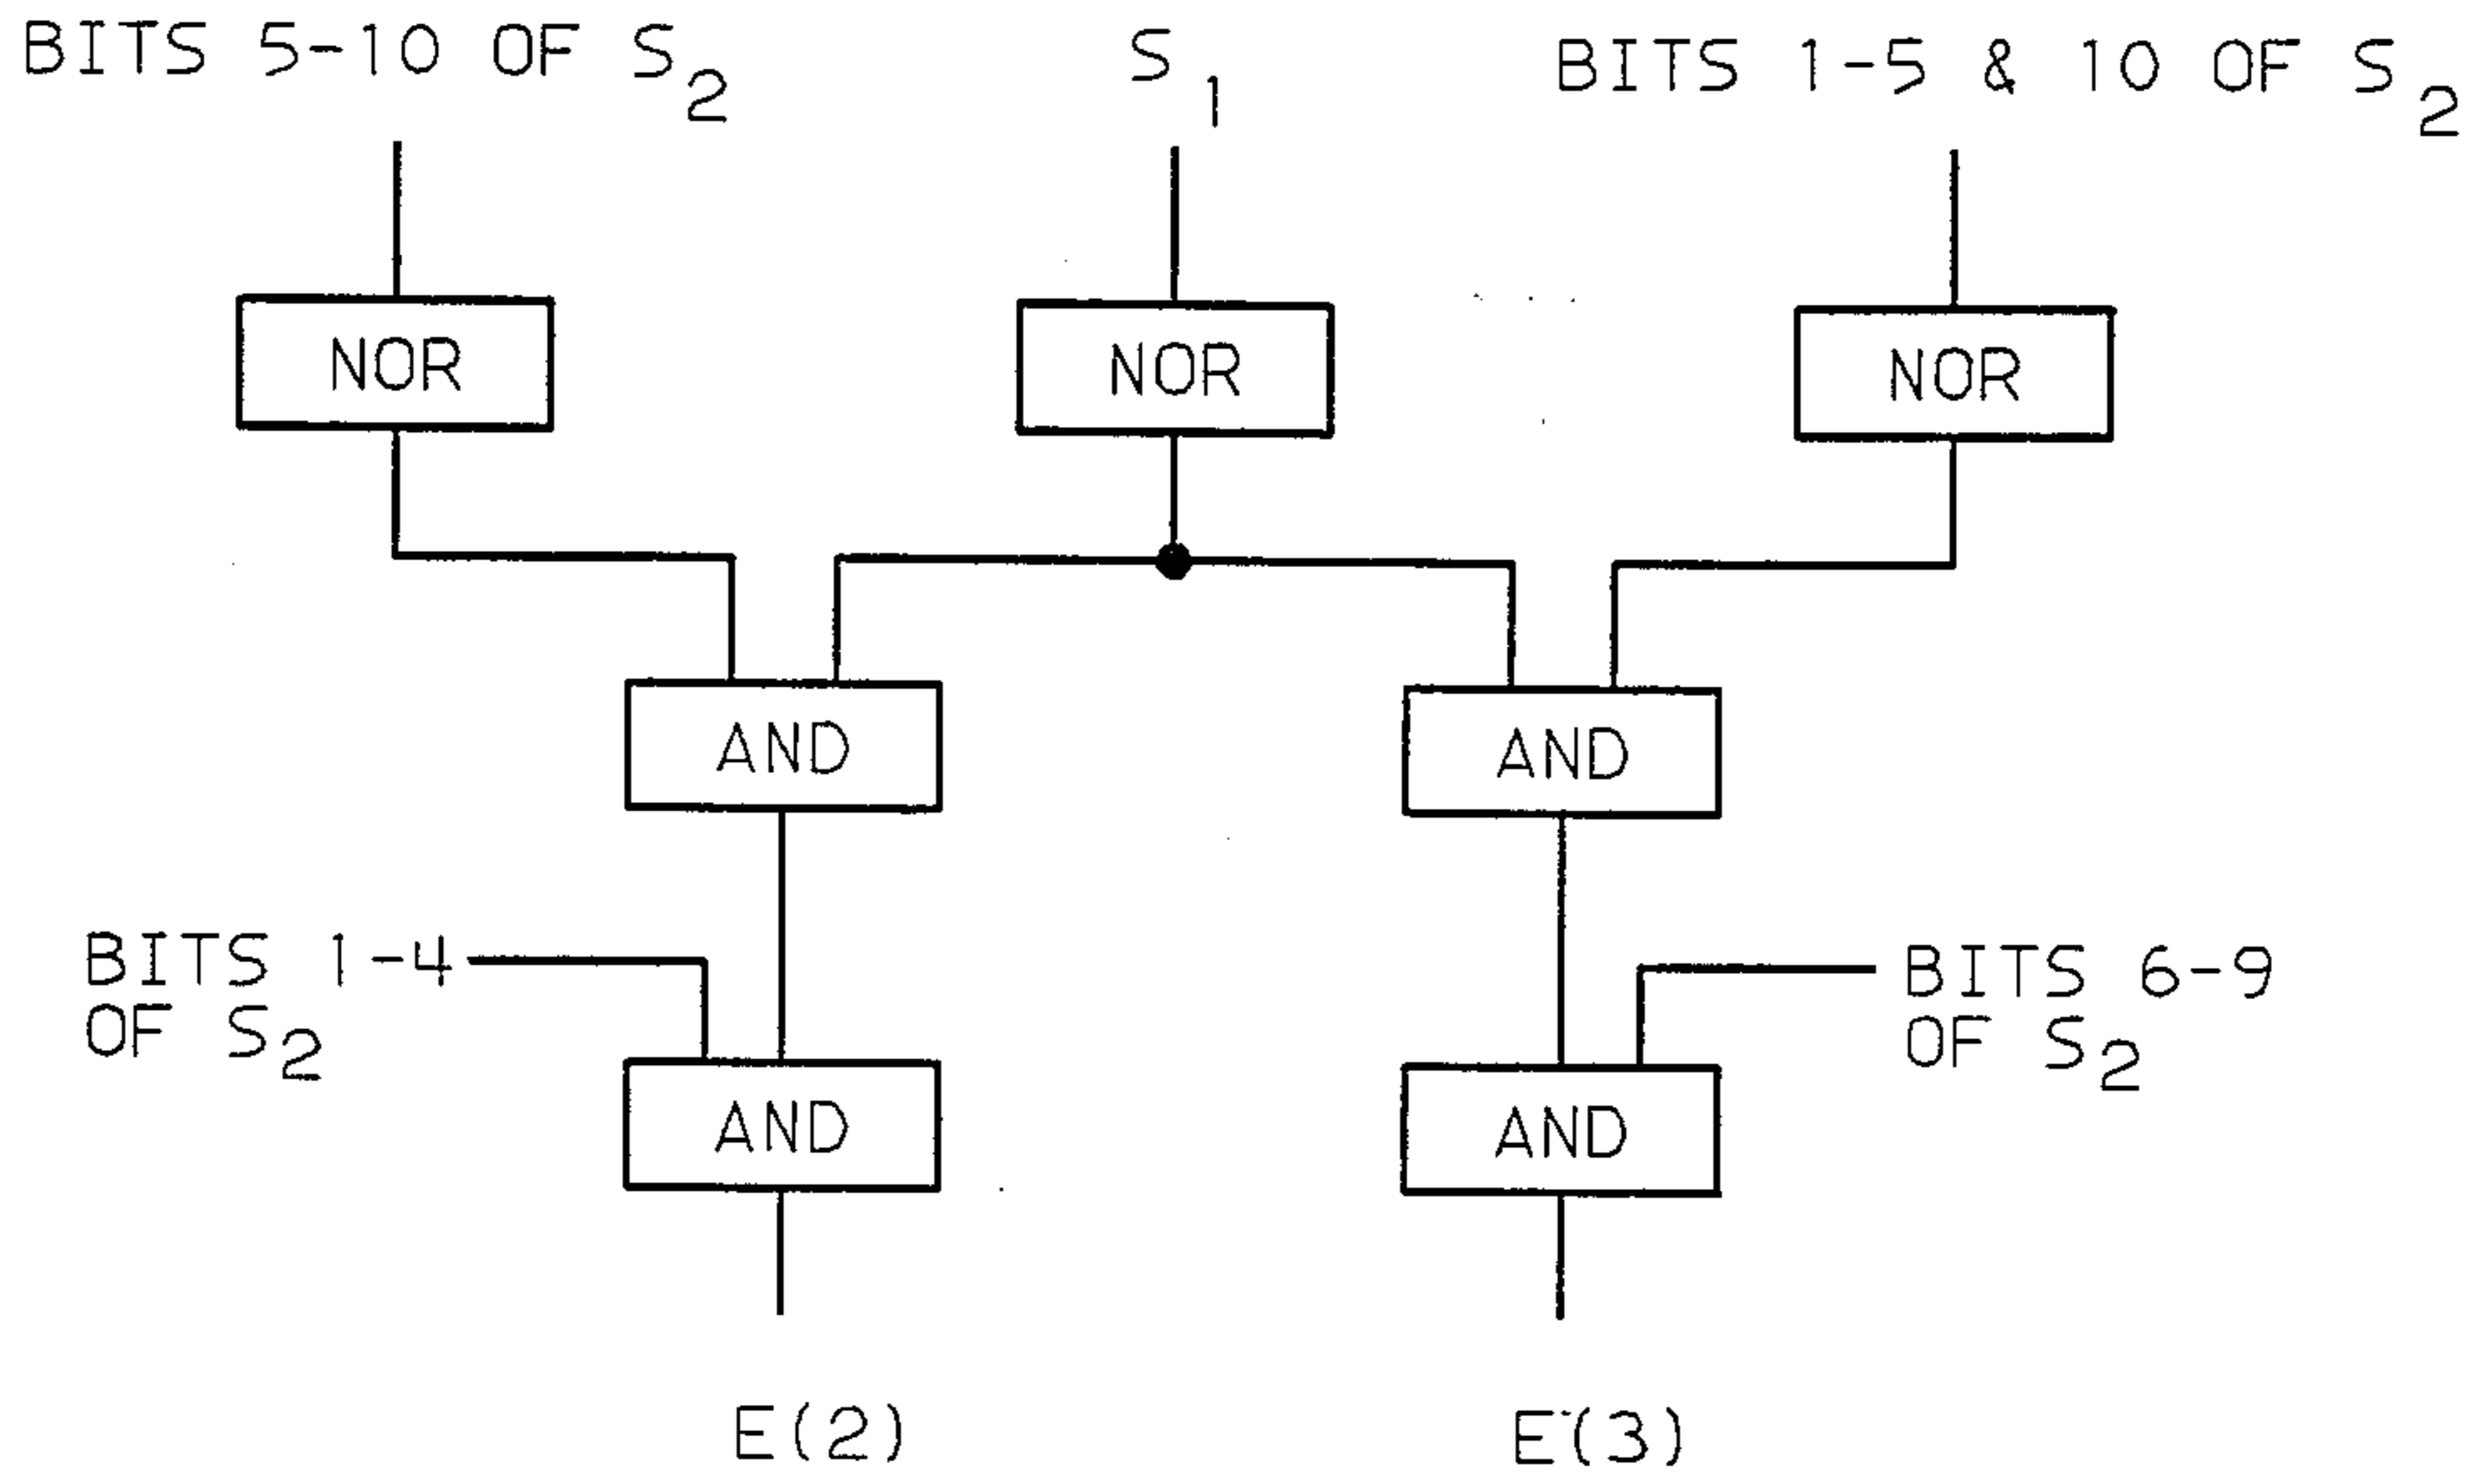 BITS 5-10 OF S2
S1
BITS 1-5 & 10 OF S2
NOR
NOR
NOR
AND
AND
BITS 1-4
OF S2
BITS 6-9
OF S2
AND
AND
E(2)
E(3)